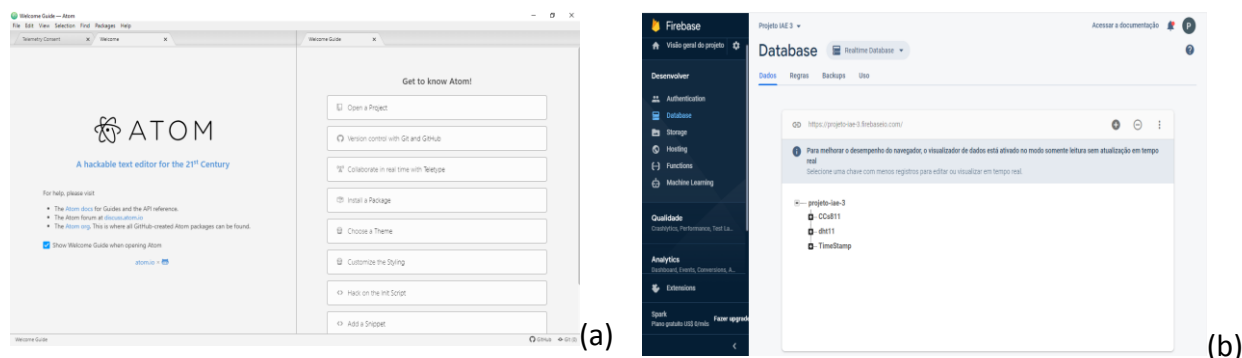 Welcome Guide — Atom
File Edit View Selection Find Packages Help
Telemetry Consent
Welcome
Welcome Guide
ATOM
A hackable text editor for the 21st Century
For help, please visit
• The Atom docs for Guides and the API reference.
• The Atom forum at discuss.atom.io
• The Atom org. This is where all GitHub-created Atom packages can be found.
Show Welcome Guide when opening Atom
atom.io ×
Get to know Atom!
Open a Project
Version control with Git and GitHub
Collaborate in real time with Teletype
Install a Package
Choose a Theme
Customize the Styling
Hack on the Init Script
Add a Snippet
Welcome Guide
GitHub Git (0)
(a)
Firebase
Visão geral do projeto
Desenvolver
Authentication
Database
Storage
Hosting
Functions
Machine Learning
Qualidade
Crashlytics, Performance, Test La...
Analytics
Dashboard, Events, Conversions, A...
Extensions
Spark
Plano gratuito US$ 0/mês
Fazer upgrade
Projeto IAE 3
Acessar a documentação
P
Database
Realtime Database
Dados Regras Backups Uso
https://projeto-iae-3.firebaseio.com/
Para melhorar o desempenho do navegador, o visualizador de dados está ativado no modo somente leitura sem atualização em tempo
real
Selecione uma chave com menos registros para editar ou visualizar em tempo real.
projeto-iae-3
CCs811
dht11
TimeStamp
(b)